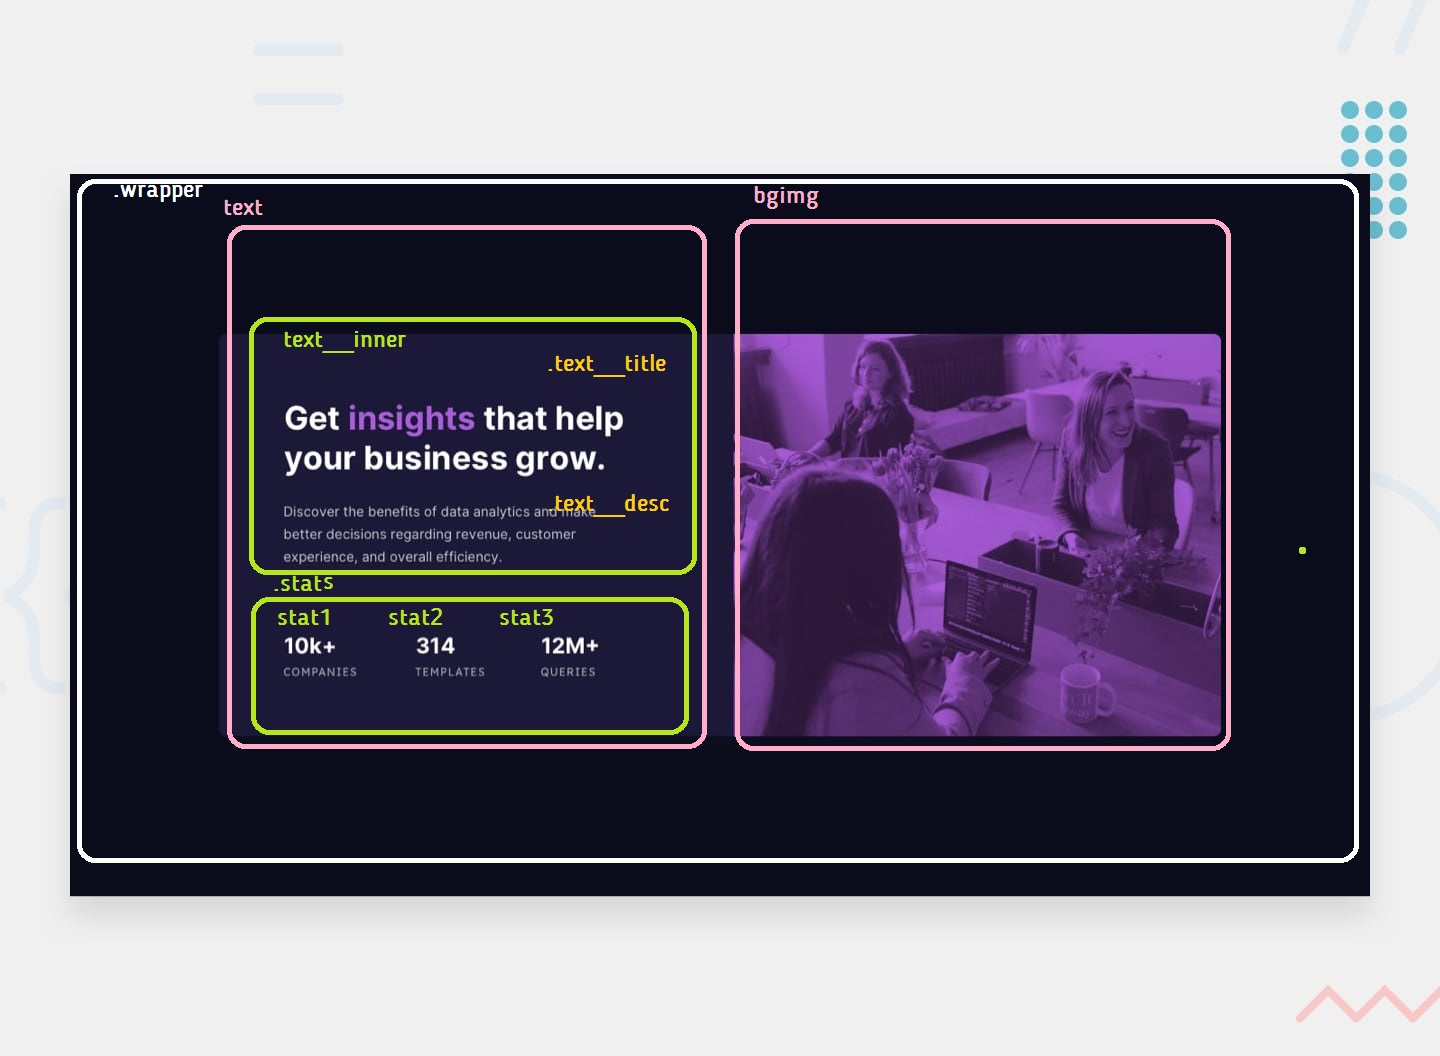 .wrapper
text
bgimg
text__inner
.text__title
Get insights that help
your business grow.
.text__desc
Discover the benefits of data analytics and make
better decisions regarding revenue, customer
experience, and overall efficiency.
.stats
stat1 stat2 stat3
10k+ 314 12M+
COMPANIES TEMPLATES QUERIES